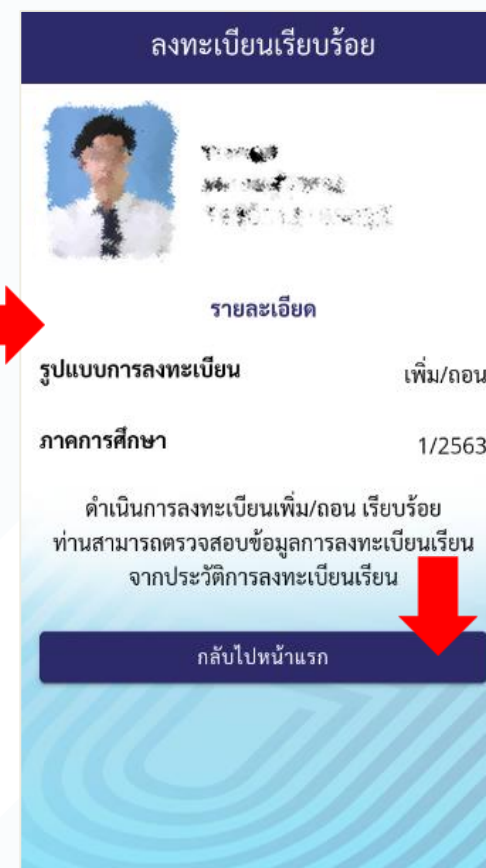 ลงทะเบียนเรียบร้อย
รายละเอียด
รูปแบบการลงทะเบียน เพิ่ม/ถอน
ภาคการศึกษา 1/2563
ดำเนินการลงทะเบียนเพิ่ม/ถอน เรียบร้อย
ท่านสามารถตรวจสอบข้อมูลการลงทะเบียนเรียน
จากประวัติการลงทะเบียนเรียน
กลับไปหน้าแรก